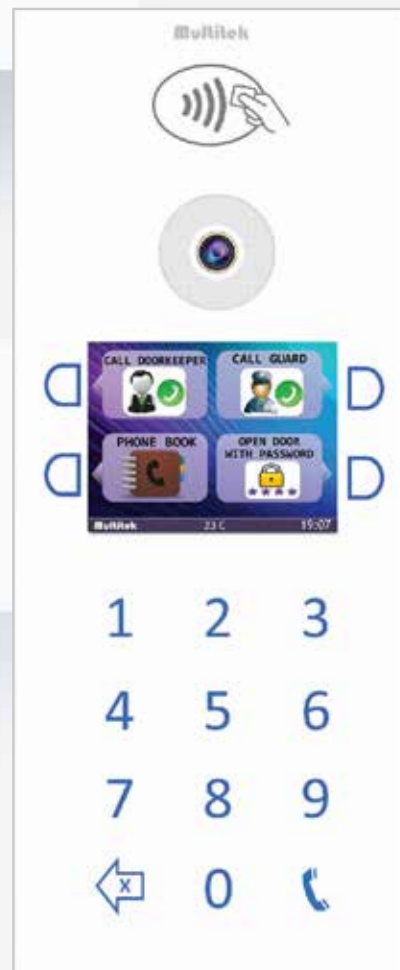 Multitek
CALL DOORKEEPER
CALL GUARD
PHONE BOOK
OPEN DOOR
WITH PASSWORD
****
Multitek 23 C 19:07
1 2 3
4 5 6
7 8 9
X 0